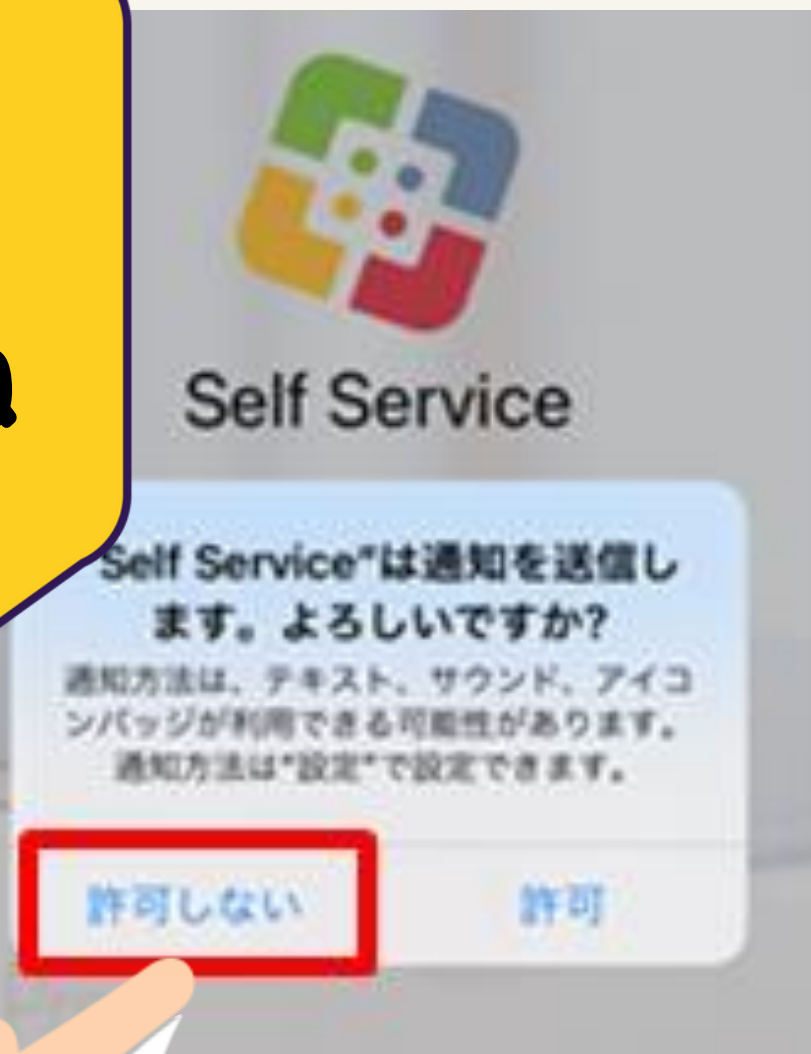 Self Service
Self Service"は通知を送信し
ます。よろしいですか?
通知方法は、テキスト、サウンド、アイコ
ンバッジが利用できる可能性があります。
通知方法は"設定"で設定できます。
許可しない
許可